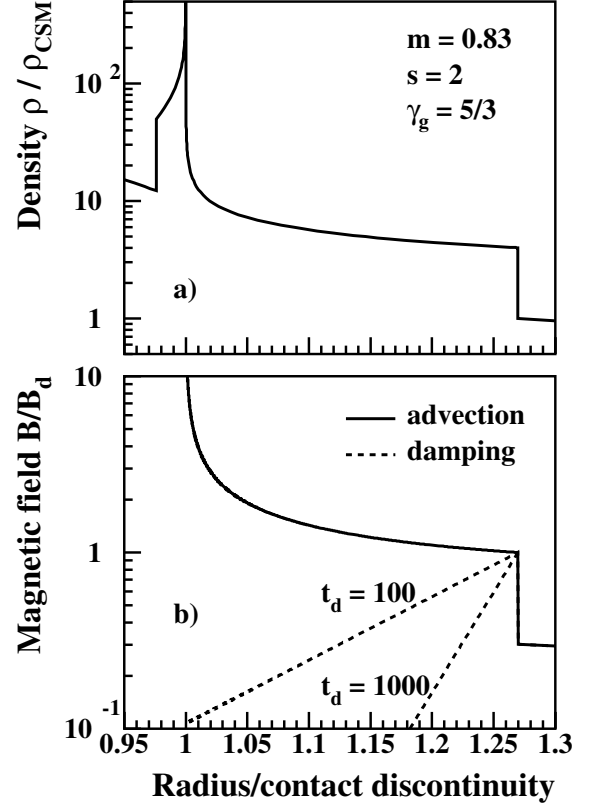 Density ρ / ρCSM
10 2
10
1
m = 0.83
s = 2
γg = 5/3
a)
Magnetic field B/Bd
10
1
10 -1
advection
damping
td = 100
b)
td = 1000
0.95 1 1.05 1.1 1.15 1.2 1.25 1.3
Radius/contact discontinuity